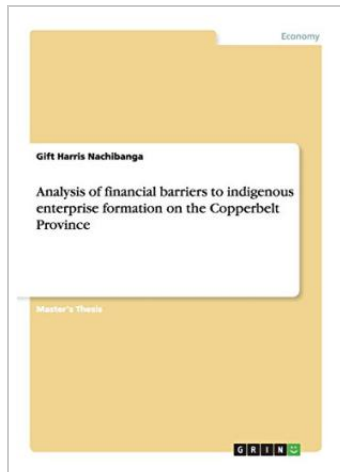 Economy
Gift Harris Nachibanga
Analysis of financial barriers to indigenous
enterprise formation on the Copperbelt
Province
Master's Thesis
GRIN